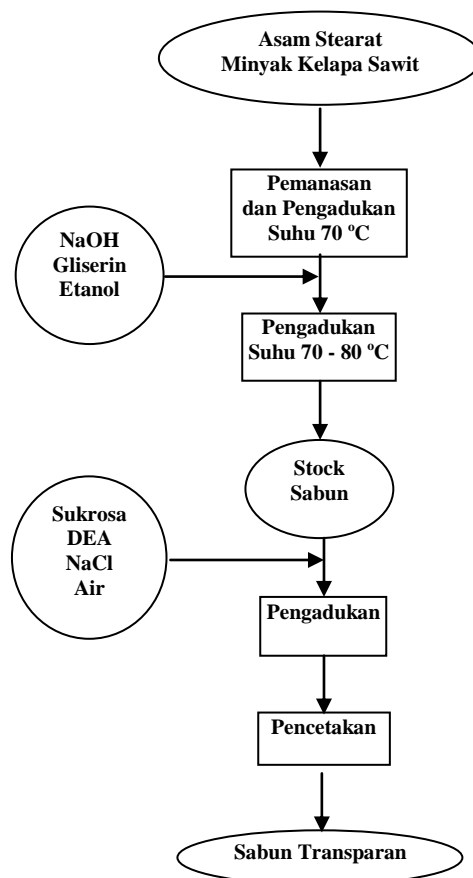 Asam Stearat
Minyak Kelapa Sawit
Pemanasan
dan Pengadukan
Suhu 70 ºC
NaOH
Gliserin
Etanol
Pengadukan
Suhu 70 - 80 ºC
Stock
Sabun
Sukrosa
DEA
NaCl
Air
Pengadukan
Pencetakan
Sabun Transparan